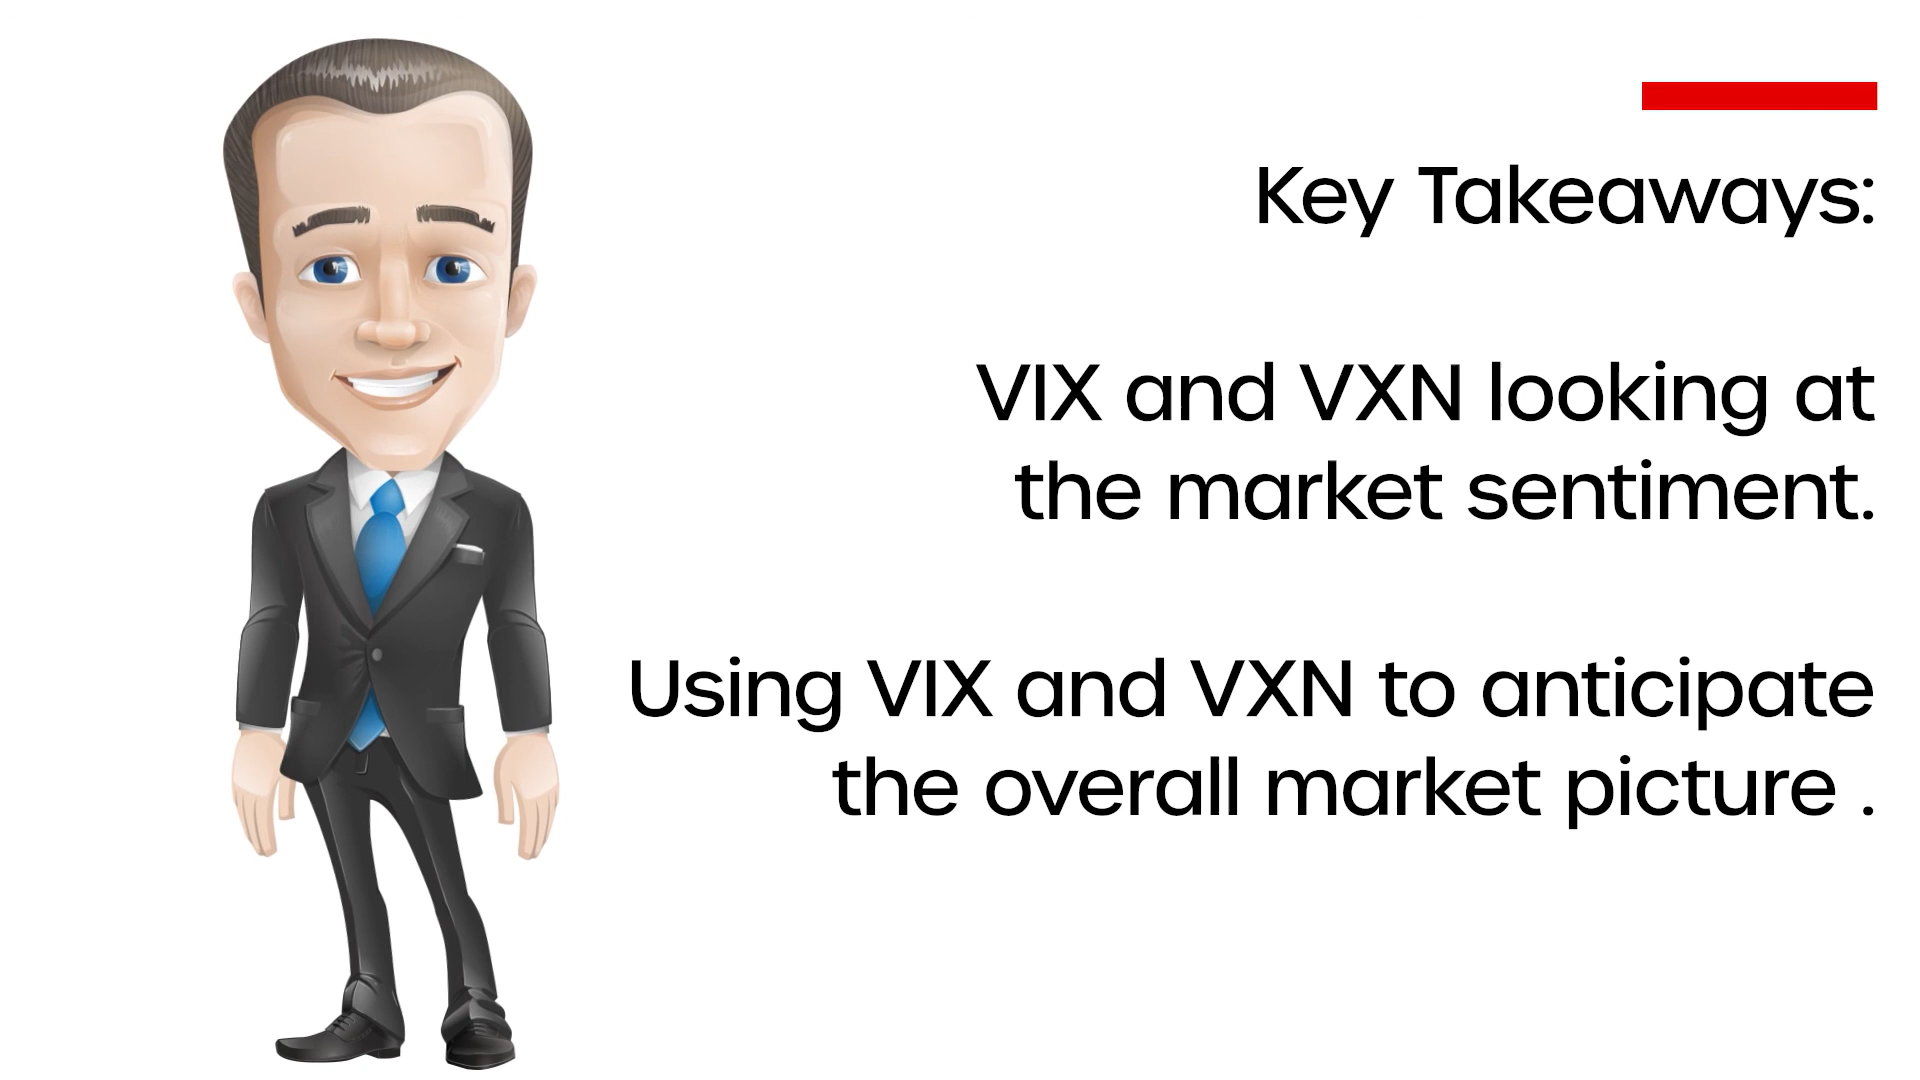 Key Takeaways:
VIX and VXN looking at
the market sentiment.
Using VIX and VXN to anticipate
the overall market picture .